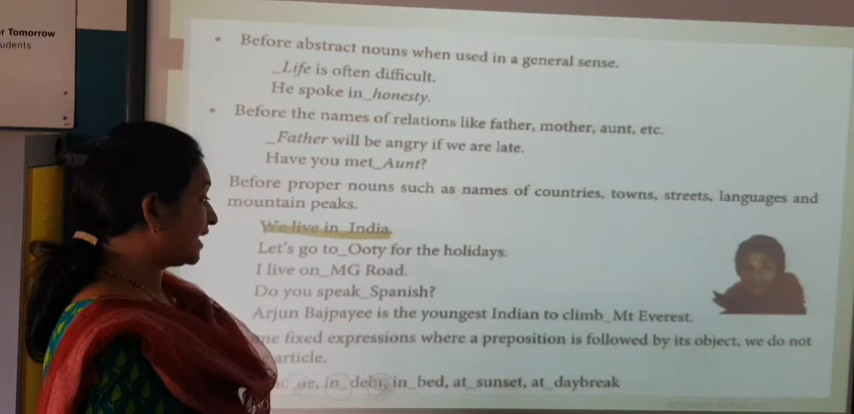 r Tomorrow
udents
• Before abstract nouns when used in a general sense.
_Life is often difficult.
He spoke in_honesty.
• Before the names of relations like father, mother, aunt, etc.
_Father will be angry if we are late.
Have you met_Aunt?
Before proper nouns such as names of countries, towns, streets, languages and
mountain peaks.
We live in_India.
Let's go to_Ooty for the holidays.
I live on_MG Road.
Do you speak_Spanish?
Arjun Bajpayee is the youngest Indian to climb_Mt Everest.
me fixed expressions where a preposition is followed by its object, we do not
article.
in_debt, in_bed, at_sunset, at_daybreak